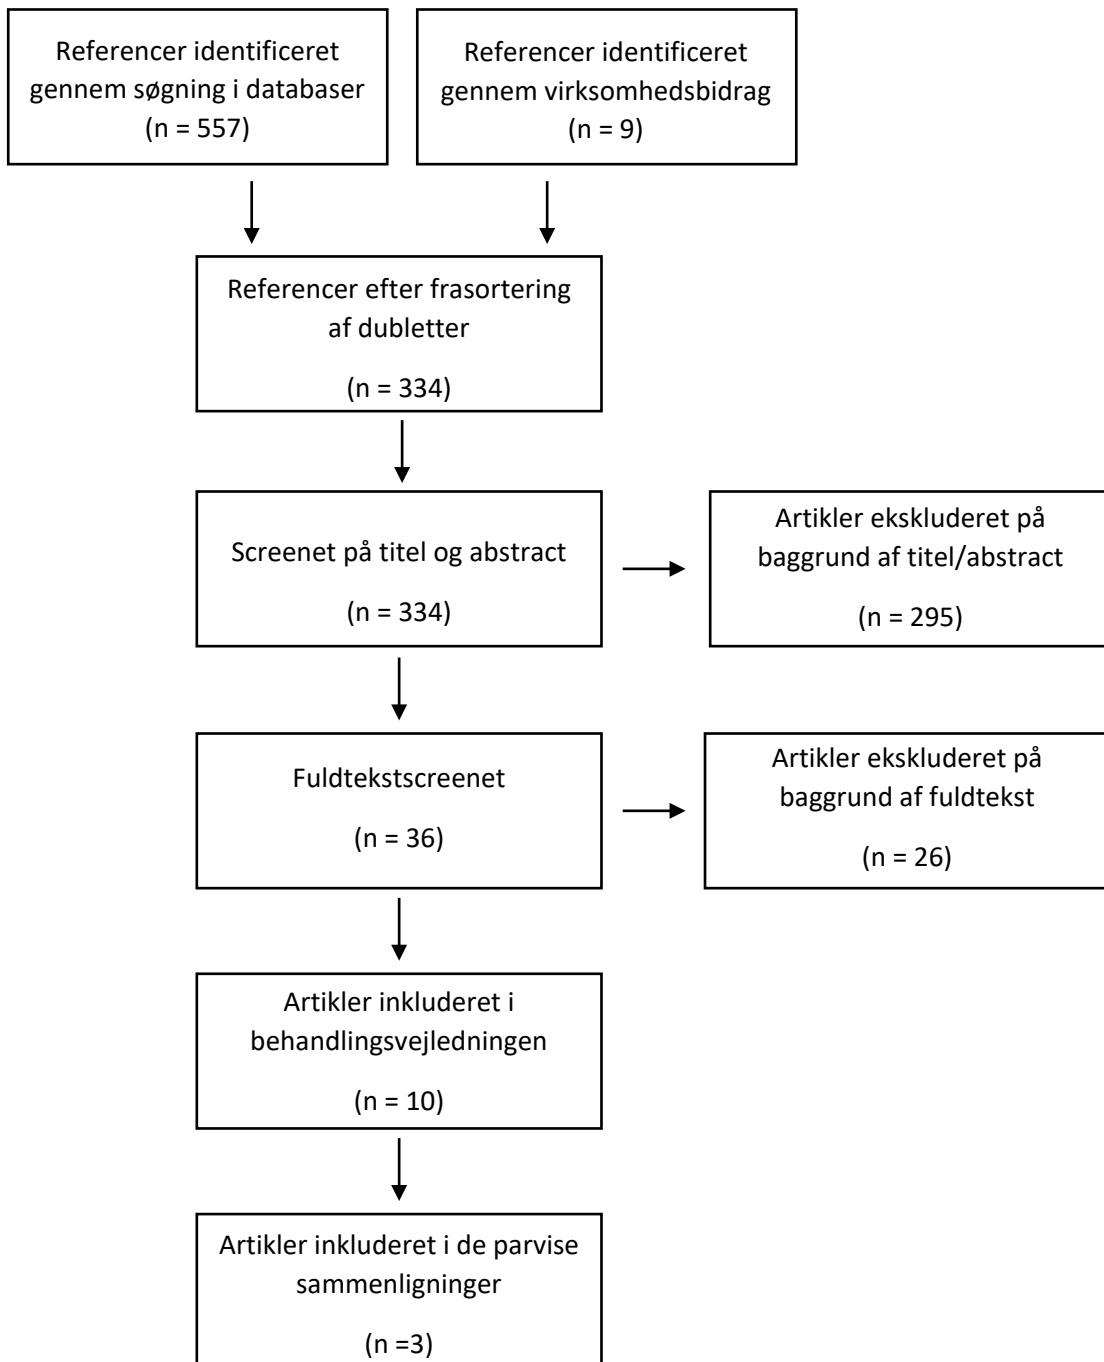 Referencer identificeret
gennem søgning i databaser
(n = 557)
Referencer identificeret
gennem virksomhedsbidrag
(n = 9)
Referencer efter frasortering
af dubletter
(n = 334)
Screenet på titel og abstract
(n = 334)
Artikler ekskluderet på
baggrund af titel/abstract
(n = 295)
Fuldtekstscreenet
(n = 36)
Artikler ekskluderet på
baggrund af fuldtekst
(n = 26)
Artikler inkluderet i
behandlingsvejledningen
(n = 10)
Artikler inkluderet i de parvise
sammenligninger
(n =3)